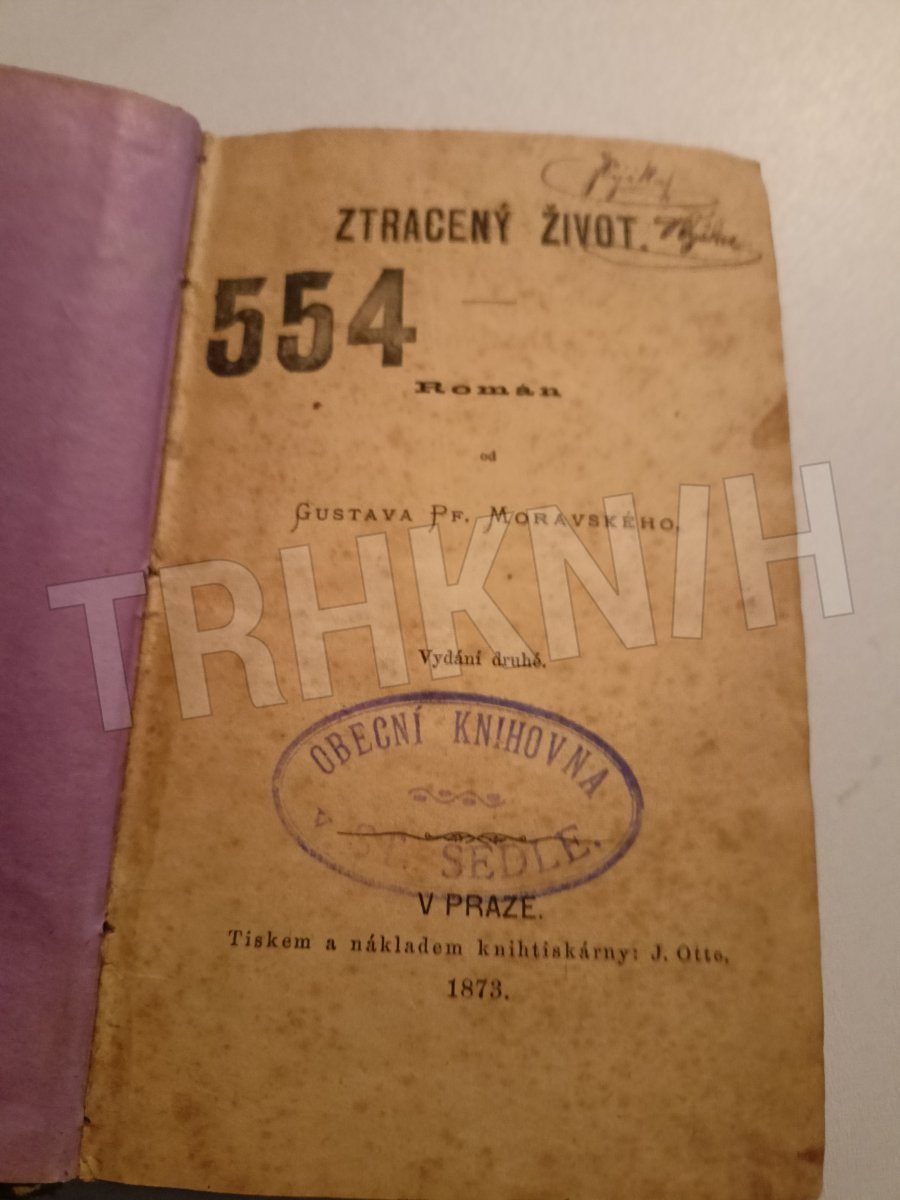 ZTRACENÝ ŽIVOT.
554
Román
od
GUSTAVA PF. MORAVSKÉHO.
TRHKNIH
Vydání druhé.
OBECNÍ KNIHOVNA
V ST. SEDLE.
V PRAZE.
Tiskem a nákladem knihtiskárny: J. Otto.
1873.